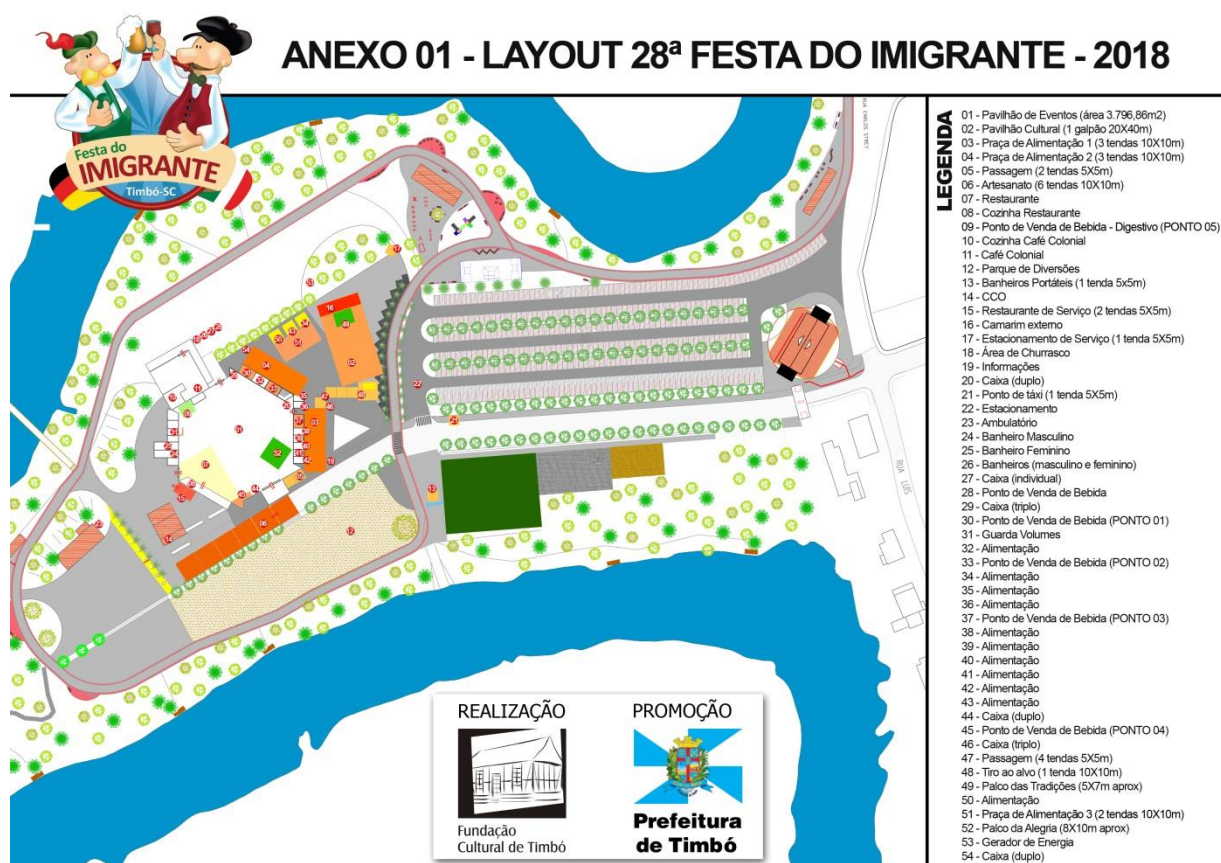 ANEXO 01 - LAYOUT 28ª FESTA DO IMIGRANTE - 2018
Festa do
IMIGRANTE
Timbó-SC
RUA CARLOS STREY
RUA LUIS
LEGENDA
01 - Pavilhão de Eventos (área 3.796,86m2)
02 - Pavilhão Cultural (1 galpão 20X40m)
03 - Praça de Alimentação 1 (3 tendas 10X10m)
04 - Praça de Alimentação 2 (3 tendas 10X10m)
05 - Passagem (2 tendas 5X5m)
06 - Artesanato (6 tendas 10X10m)
07 - Restaurante
08 - Cozinha Restaurante
09 - Ponto de Venda de Bebida - Digestivo (PONTO 05)
10 - Cozinha Café Colonial
11 - Café Colonial
12 - Parque de Diversões
13 - Banheiros Portáteis (1 tenda 5x5m)
14 - CCO
15 - Restaurante de Serviço (2 tendas 5X5m)
16 - Camarim externo
17 - Estacionamento de Serviço (1 tenda 5X5m)
18 - Área de Churrasco
19 - Informações
20 - Caixa (duplo)
21 - Ponto de táxi (1 tenda 5X5m)
22 - Estacionamento
23 - Ambulatório
24 - Banheiro Masculino
25 - Banheiro Feminino
26 - Banheiros (masculino e feminino)
27 - Caixa (individual)
28 - Ponto de Venda de Bebida
29 - Caixa (triplo)
30 - Ponto de Venda de Bebida (PONTO 01)
31 - Guarda Volumes
32 - Alimentação
33 - Ponto de Venda de Bebida (PONTO 02)
34 - Alimentação
35 - Alimentação
36 - Alimentação
37 - Ponto de Venda de Bebida (PONTO 03)
38 - Alimentação
39 - Alimentação
40 - Alimentação
41 - Alimentação
42 - Alimentação
43 - Alimentação
44 - Caixa (duplo)
45 - Ponto de Venda de Bebida (PONTO 04)
46 - Caixa (triplo)
47 - Passagem (4 tendas 5X5m)
48 - Tiro ao alvo (1 tenda 10X10m)
49 - Palco das Tradições (5X7m aprox)
50 - Alimentação
51 - Praça de Alimentação 3 (2 tendas 10X10m)
52 - Palco da Alegria (8X10m aprox)
53 - Gerador de Energia
54 - Caixa (duplo)
REALIZAÇÃO
Fundação
Cultural de Timbó
PROMOÇÃO
Prefeitura
de Timbó